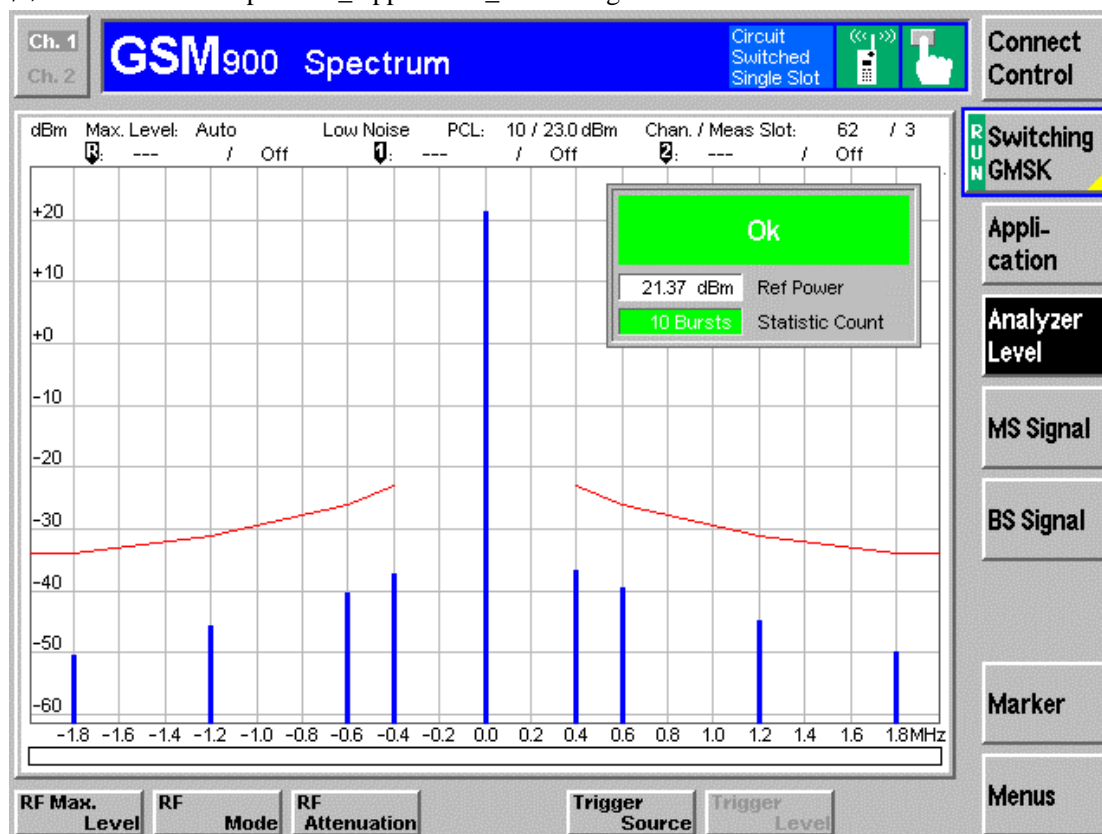 Ch. 1
Ch. 2
GSM900 Spectrum
Circuit
Switched
Single Slot
Connect
Control
dBm Max. Level: Auto Low Noise PCL: 10 / 23.0 dBm Chan. / Meas Slot: 62 / 3
R: --- / Off 1: --- / Off 2: --- / Off
RUN
Switching
GMSK
Appli-
cation
Analyzer
Level
MS Signal
BS Signal
Marker
Menus
Ok
21.37 dBm Ref Power
10 Bursts Statistic Count
+20
+10
+0
-10
-20
-30
-40
-50
-60
-1.8 -1.6 -1.4 -1.2 -1.0 -0.8 -0.6 -0.4 -0.2 0.0 0.2 0.4 0.6 0.8 1.0 1.2 1.4 1.6 1.8MHz
RF Max.
Level
RF
Mode
RF
Attenuation
Trigger
Source
Trigger
Level